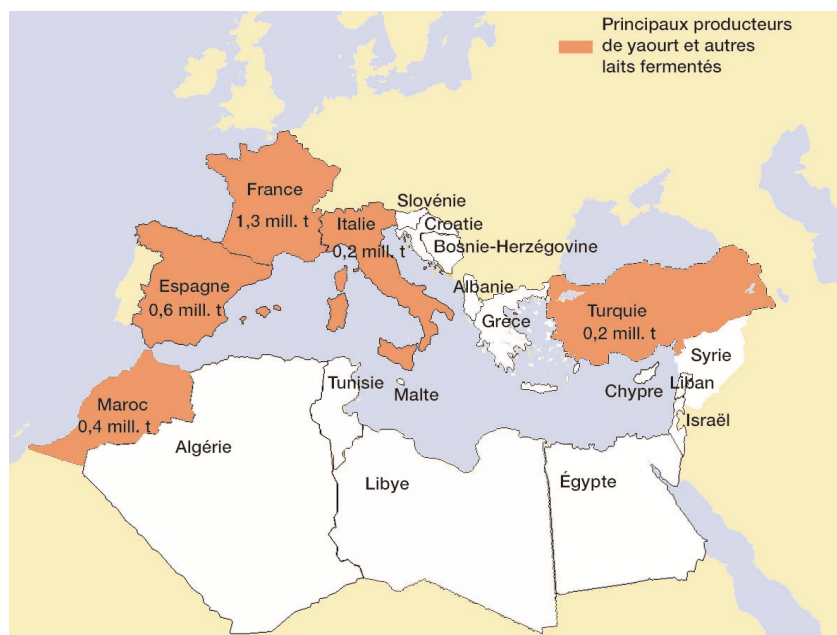 Principaux producteurs
de yaourt et autres
laits fermentés
France
1,3 mill. t
Slovénie
Italie
Croatie
0,2 mill. t
Bosnie-Herzégovine
Espagne
0,6 mill. t
Albanie
Grèce
Turquie
0,2 mill. t
Syrie
Tunisie
Malte
Chypre
Liban
Maroc
0,4 mill. t
Israël
Algérie
Libye
Égypte